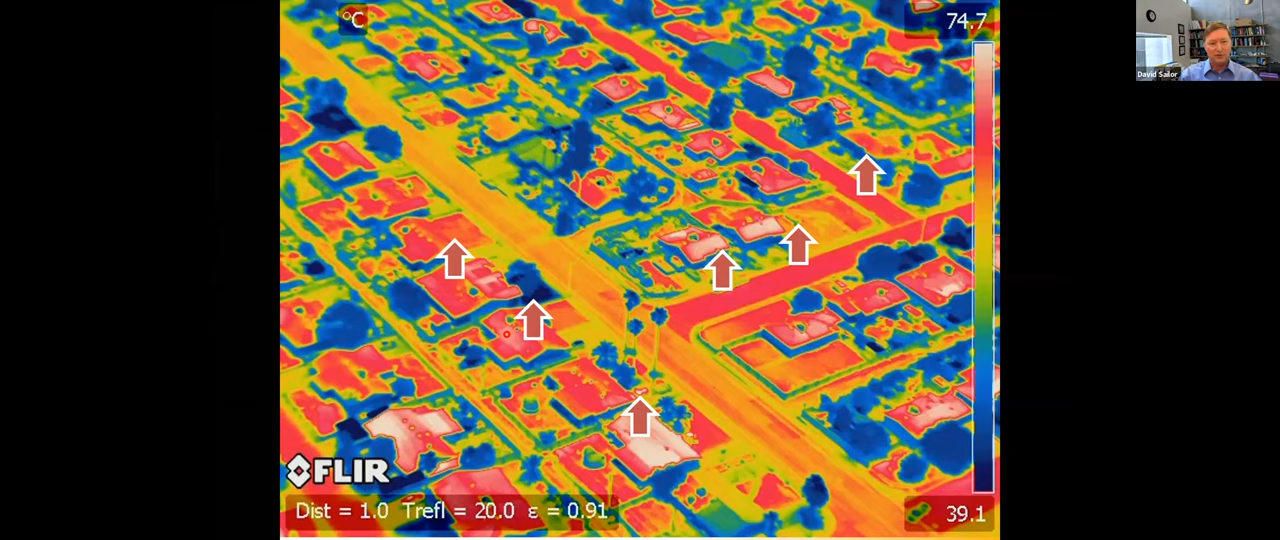 °C
74.7
David Sailor
FLIR
Dist = 1.0 Trefl = 20.0 ε = 0.91
39.1